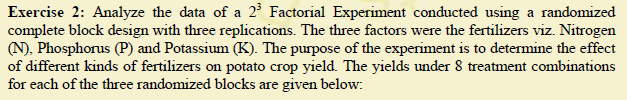 Exercise 2: Analyze the data of a 2³ Factorial Experiment conducted using a randomized
complete block design with three replications. The three factors were the fertilizers viz. Nitrogen
(N), Phosphorus (P) and Potassium (K). The purpose of the experiment is to determine the effect
of different kinds of fertilizers on potato crop yield. The yields under 8 treatment combinations
for each of the three randomized blocks are given below: